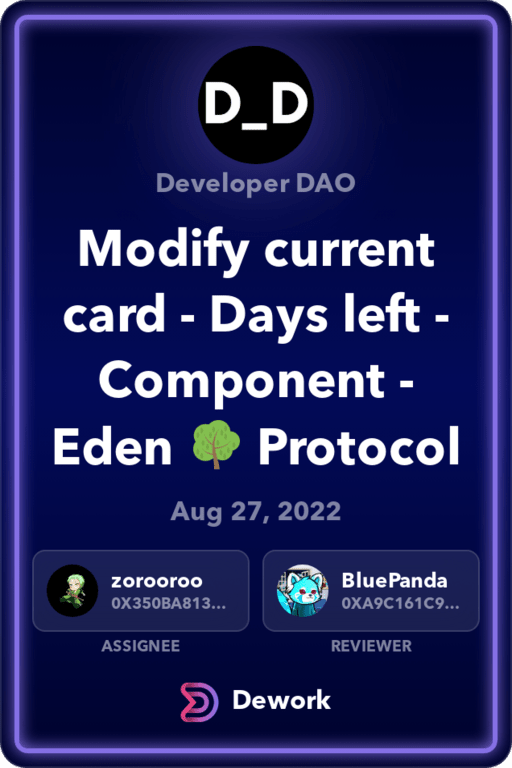 D_D
Developer DAO
Modify current
card - Days left -
Component -
Eden 🌳 Protocol
Aug 27, 2022
zorooroo
0X350BA813...
ASSIGNEE
BluePanda
0XA9C161C9...
REVIEWER
Dework